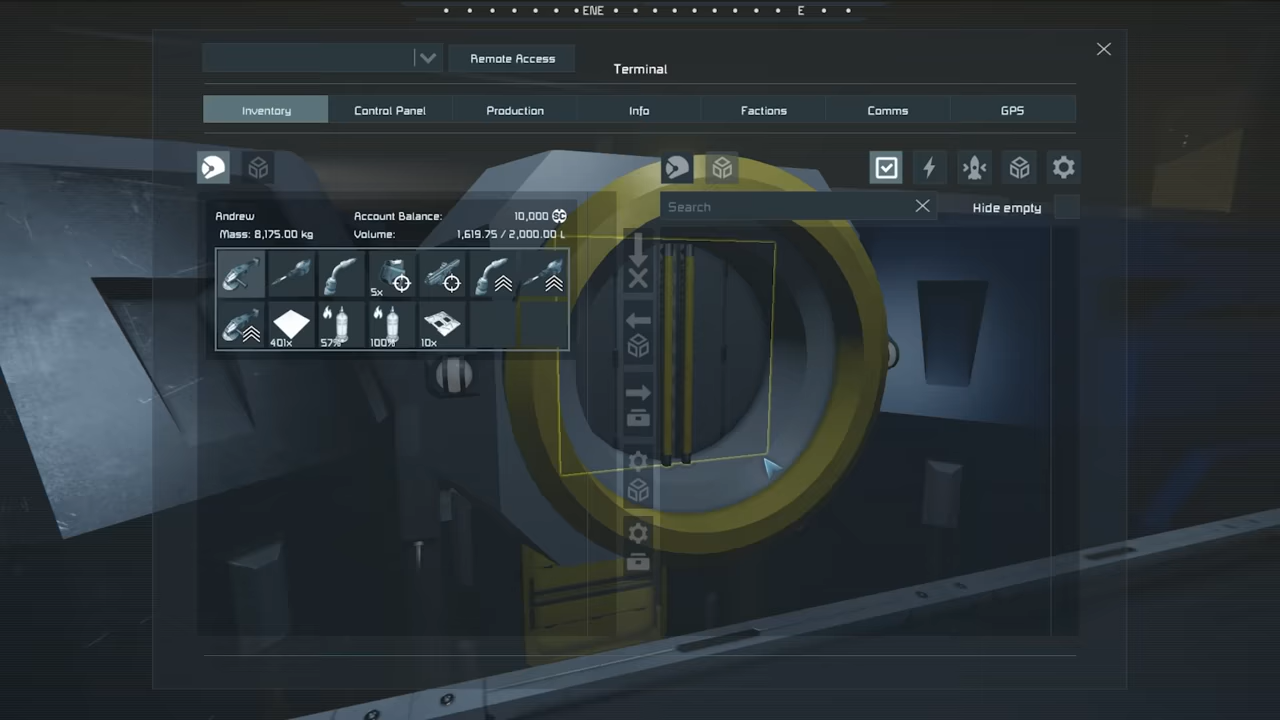 ENE E
Remote Access
Terminal
Inventory Control Panel Production Info Factions Comms GPS
Search
Hide empty
Andrew Account Balance: 10,000 SC
Mass: 8,175.00 kg Volume: 1,619.75 / 2,000.00 L
5x
401x 57% 100% 10x